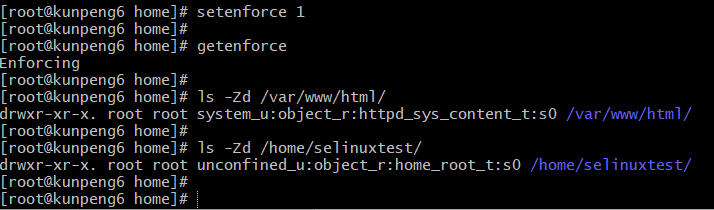 [root@kunpeng6 home]# setenforce 1
[root@kunpeng6 home]#
[root@kunpeng6 home]# getenforce
Enforcing
[root@kunpeng6 home]#
[root@kunpeng6 home]# ls -Zd /var/www/html/
drwxr-xr-x. root root system_u:object_r:httpd_sys_content_t:s0 /var/www/html/
[root@kunpeng6 home]#
[root@kunpeng6 home]# ls -Zd /home/selinuxtest/
drwxr-xr-x. root root unconfined_u:object_r:home_root_t:s0 /home/selinuxtest/
[root@kunpeng6 home]#
[root@kunpeng6 home]#